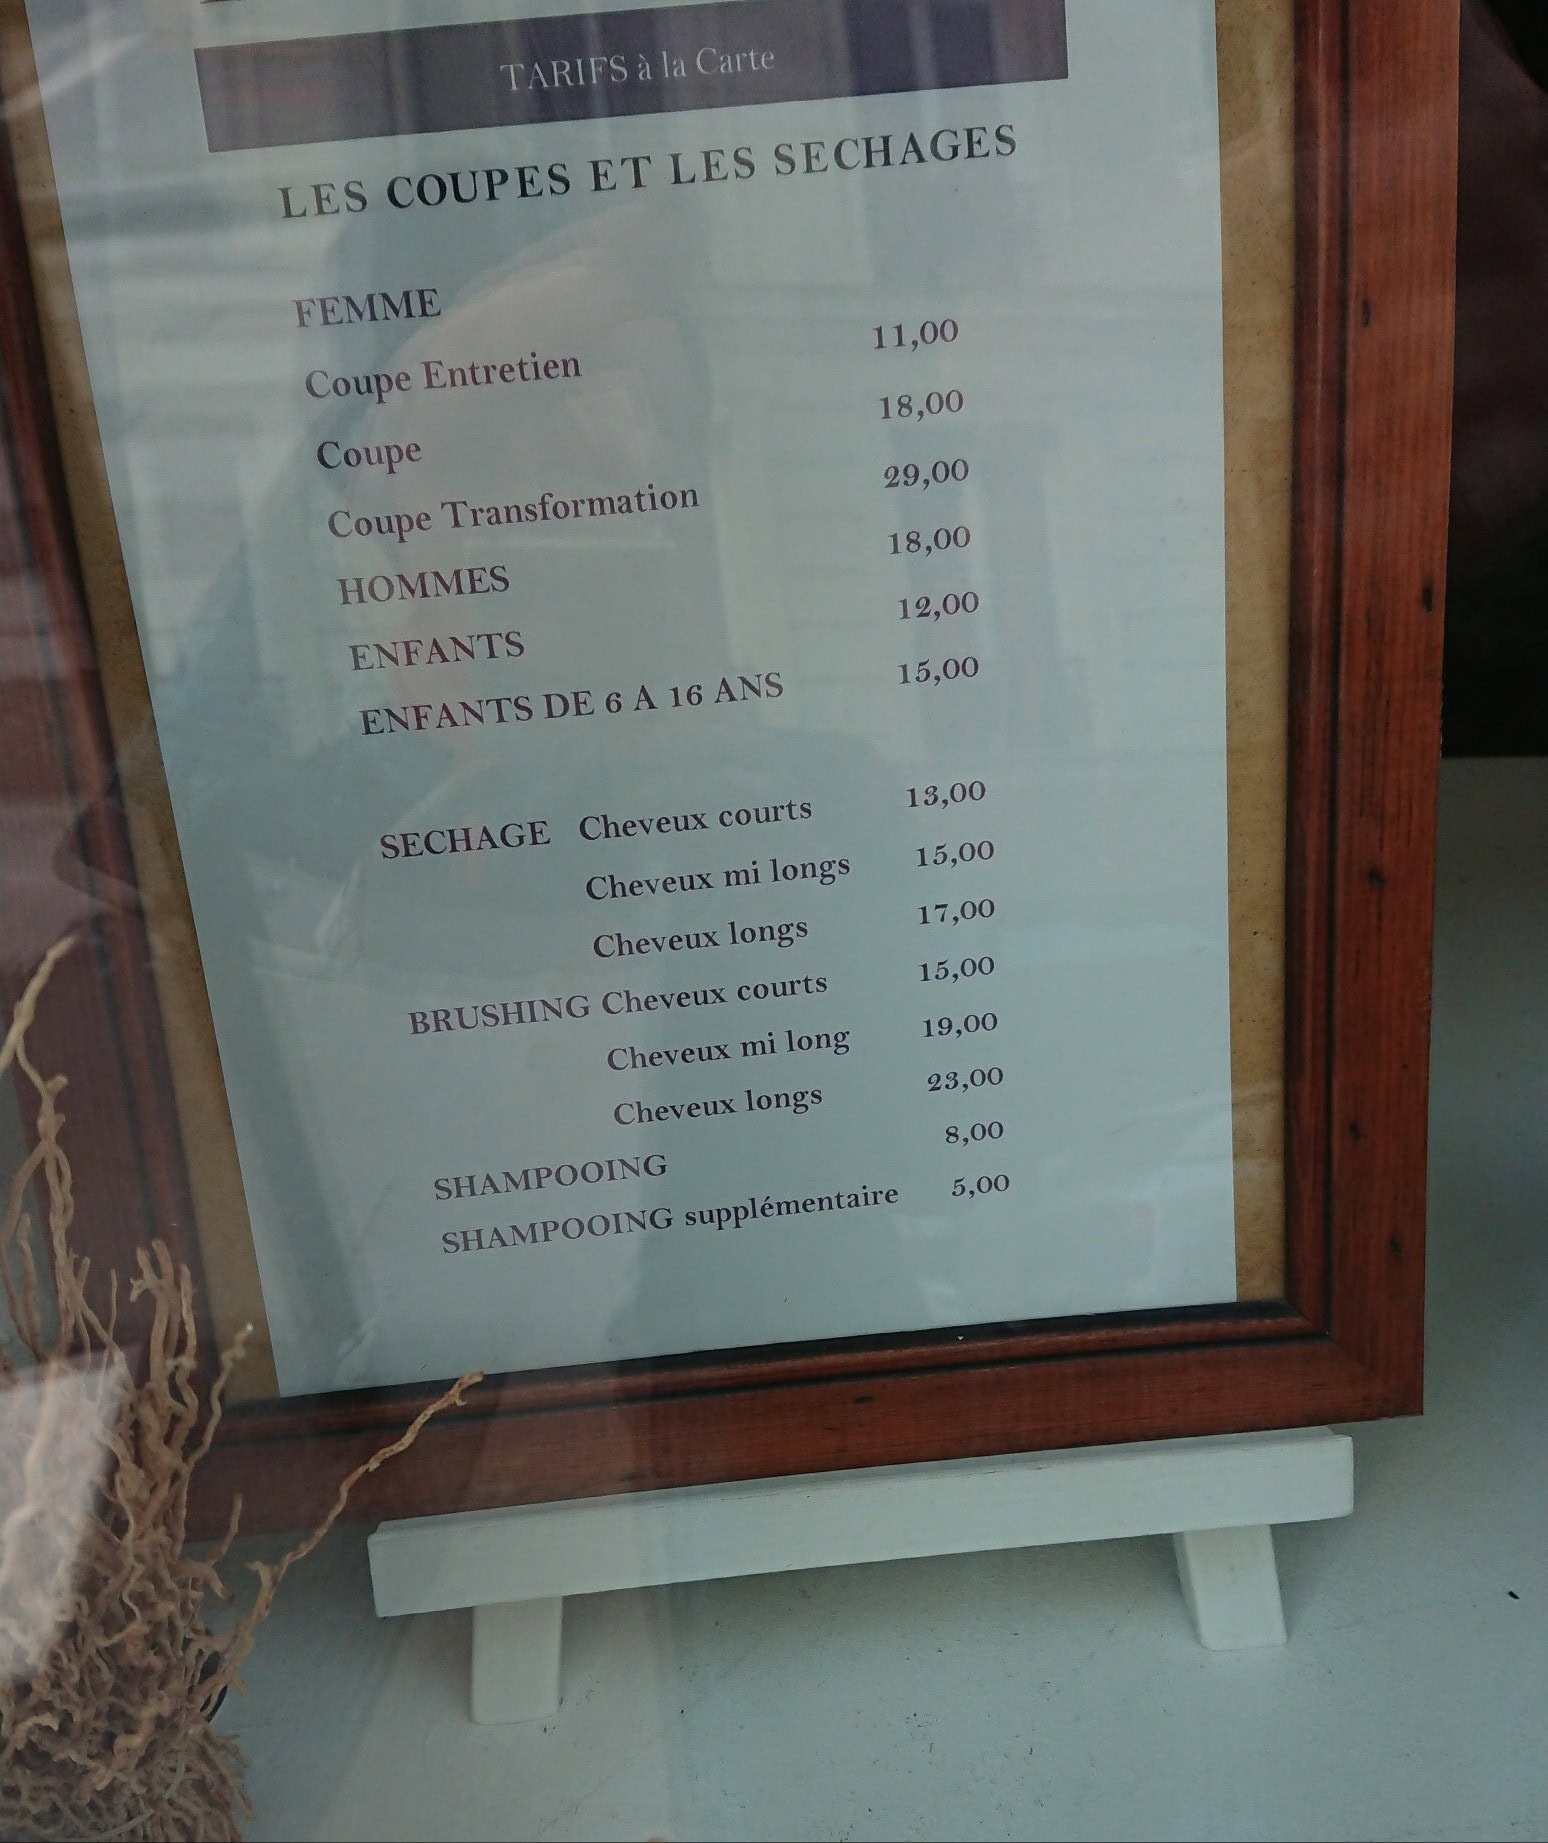 TARIFS à la Carte
LES COUPES ET LES SECHAGES
FEMME
Coupe Entretien 11,00
Coupe 18,00
Coupe Transformation 29,00
HOMMES 18,00
ENFANTS 12,00
ENFANTS DE 6 A 16 ANS 15,00
SECHAGE Cheveux courts 13,00
Cheveux mi longs 15,00
Cheveux longs 17,00
BRUSHING Cheveux courts 15,00
Cheveux mi long 19,00
Cheveux longs 23,00
SHAMPOOING 8,00
SHAMPOOING supplémentaire 5,00